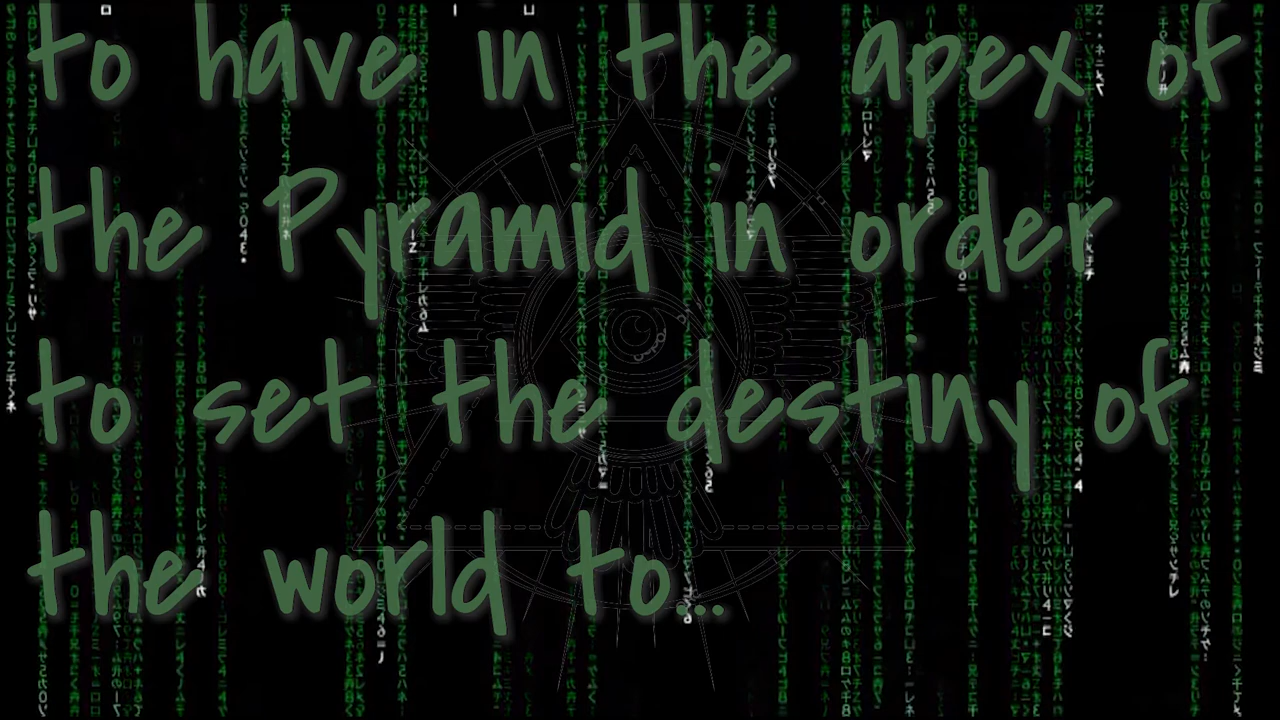 to have in the apex of
the Pyramid in order
to set the destiny of
the world to...